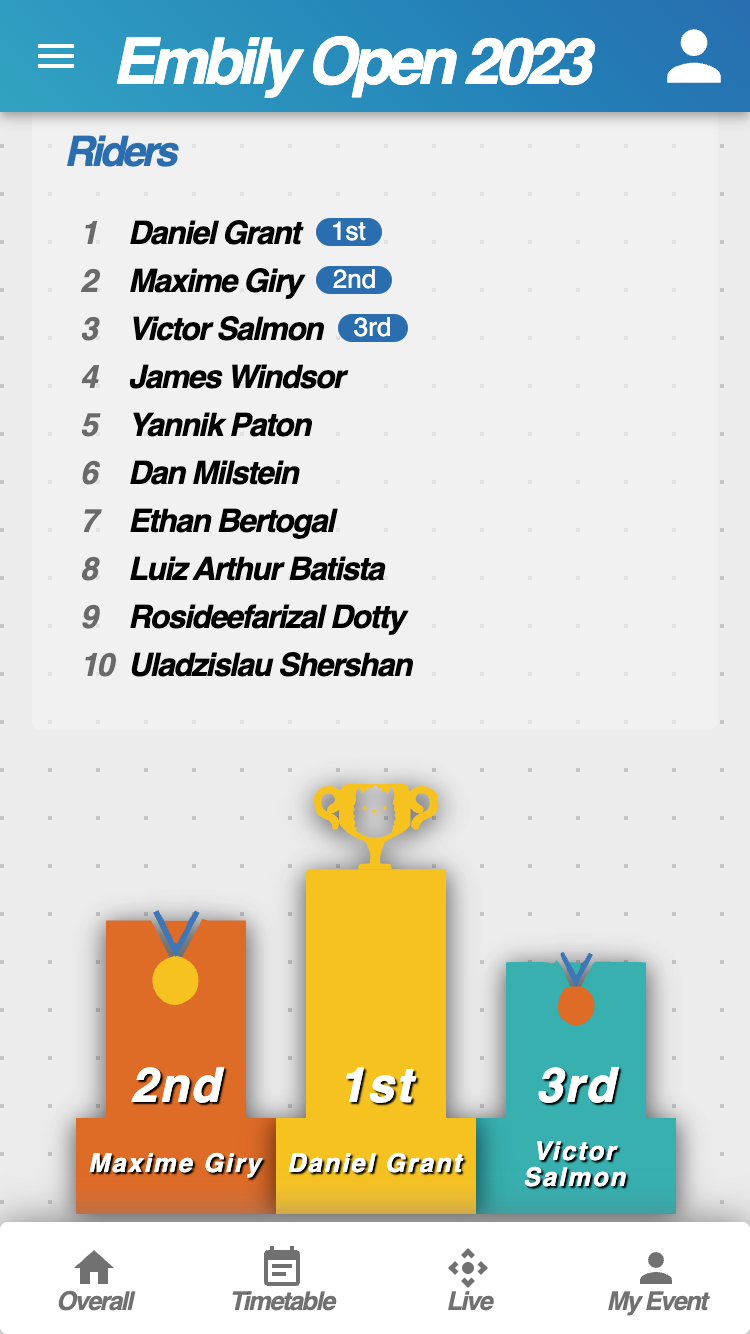 Embily Open 2023
Riders
1 Daniel Grant 1st
2 Maxime Giry 2nd
3 Victor Salmon 3rd
4 James Windsor
5 Yannik Paton
6 Dan Milstein
7 Ethan Bertogal
8 Luiz Arthur Batista
9 Rosideefarizal Dotty
10 Uladzislau Shershan
2nd 1st 3rd
Maxime Giry Daniel Grant Victor
Salmon
Overall Timetable Live My Event